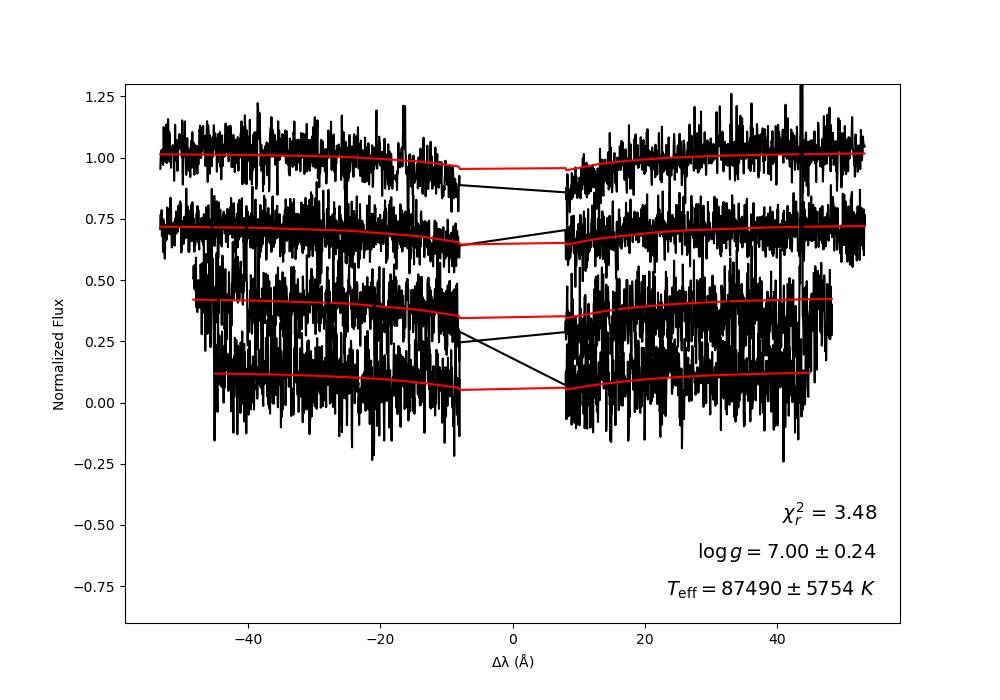 1.25
1.00
0.75
0.50
0.25
0.00
−0.25
−0.50
−0.75
Normalized Flux
χ²ᵣ = 3.48
log g = 7.00 ± 0.24
T_eff = 87490 ± 5754 K
−40 −20 0 20 40
Δλ (Å)